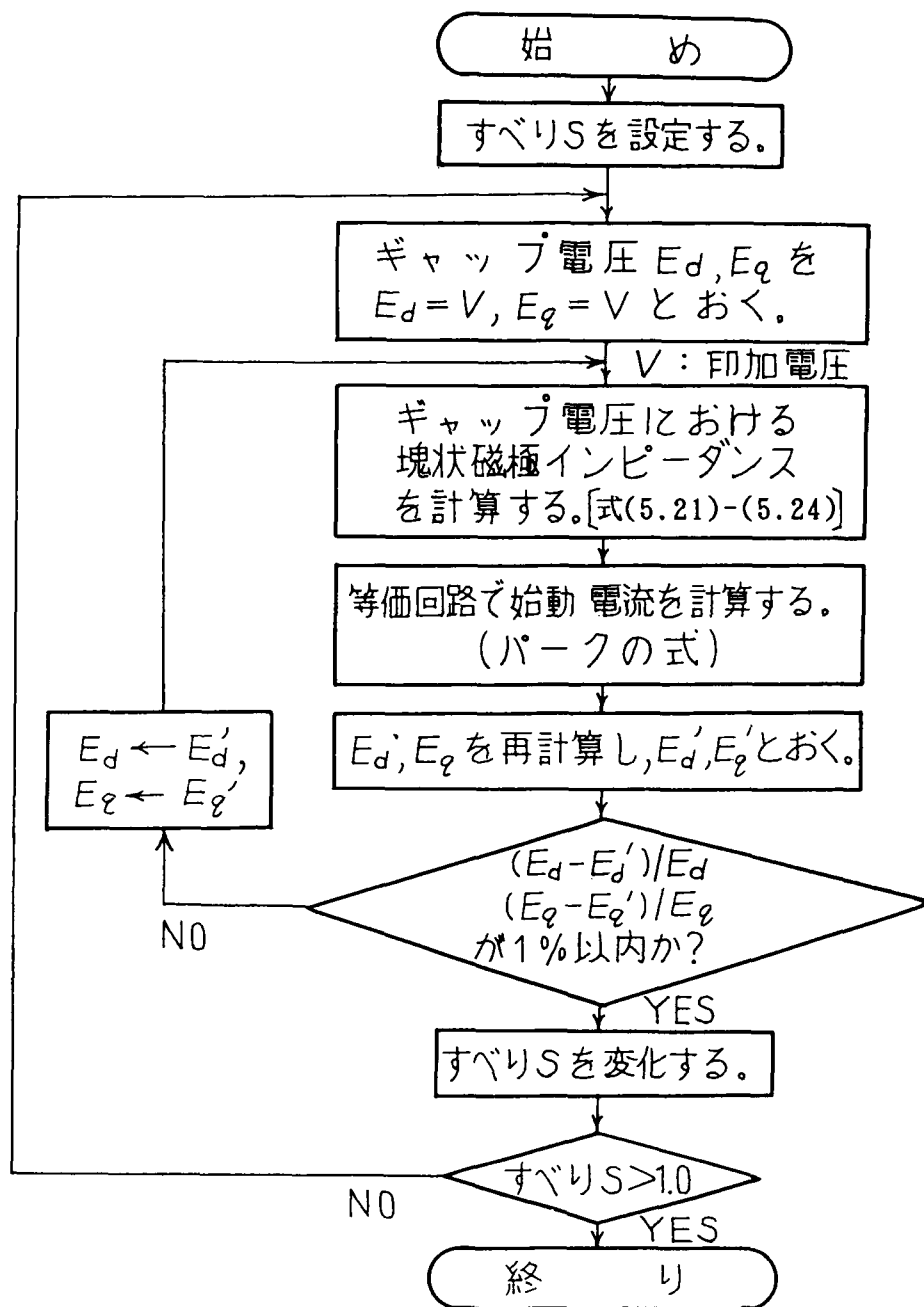 始 め
すべりSを設定する。
ギャップ電圧 Ed, Eq を
Ed = V, Eq = V とおく。
V : 印加電圧
ギャップ電圧における
塊状磁極インピーダンス
を計算する。[式(5.21)-(5.24)]
等価回路で始動電流を計算する。
(パークの式)
Ed, Eq を再計算し, Ed', Eq' とおく。
Ed ← Ed',
Eq ← Eq'
(Ed-Ed')/Ed
(Eq-Eq')/Eq
が1%以内か?
NO
YES
すべりSを変化する。
すべりS>1.0
NO
YES
終 り